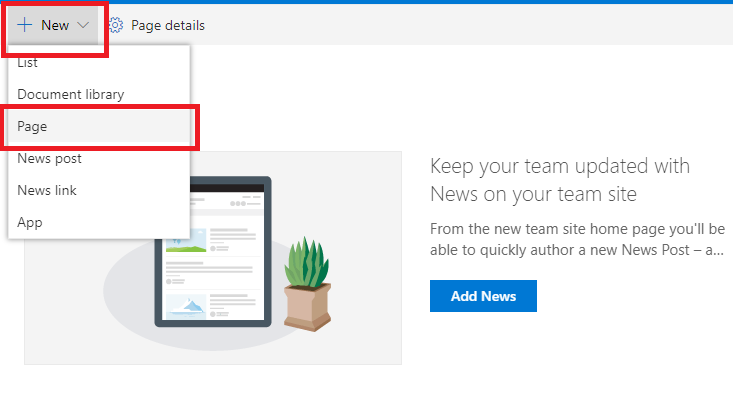 New
Page details
List
Document library
Page
News post
News link
App
Keep your team updated with
News on your team site
From the new team site home page you'll be
able to quickly author a new News Post – a...
Add News